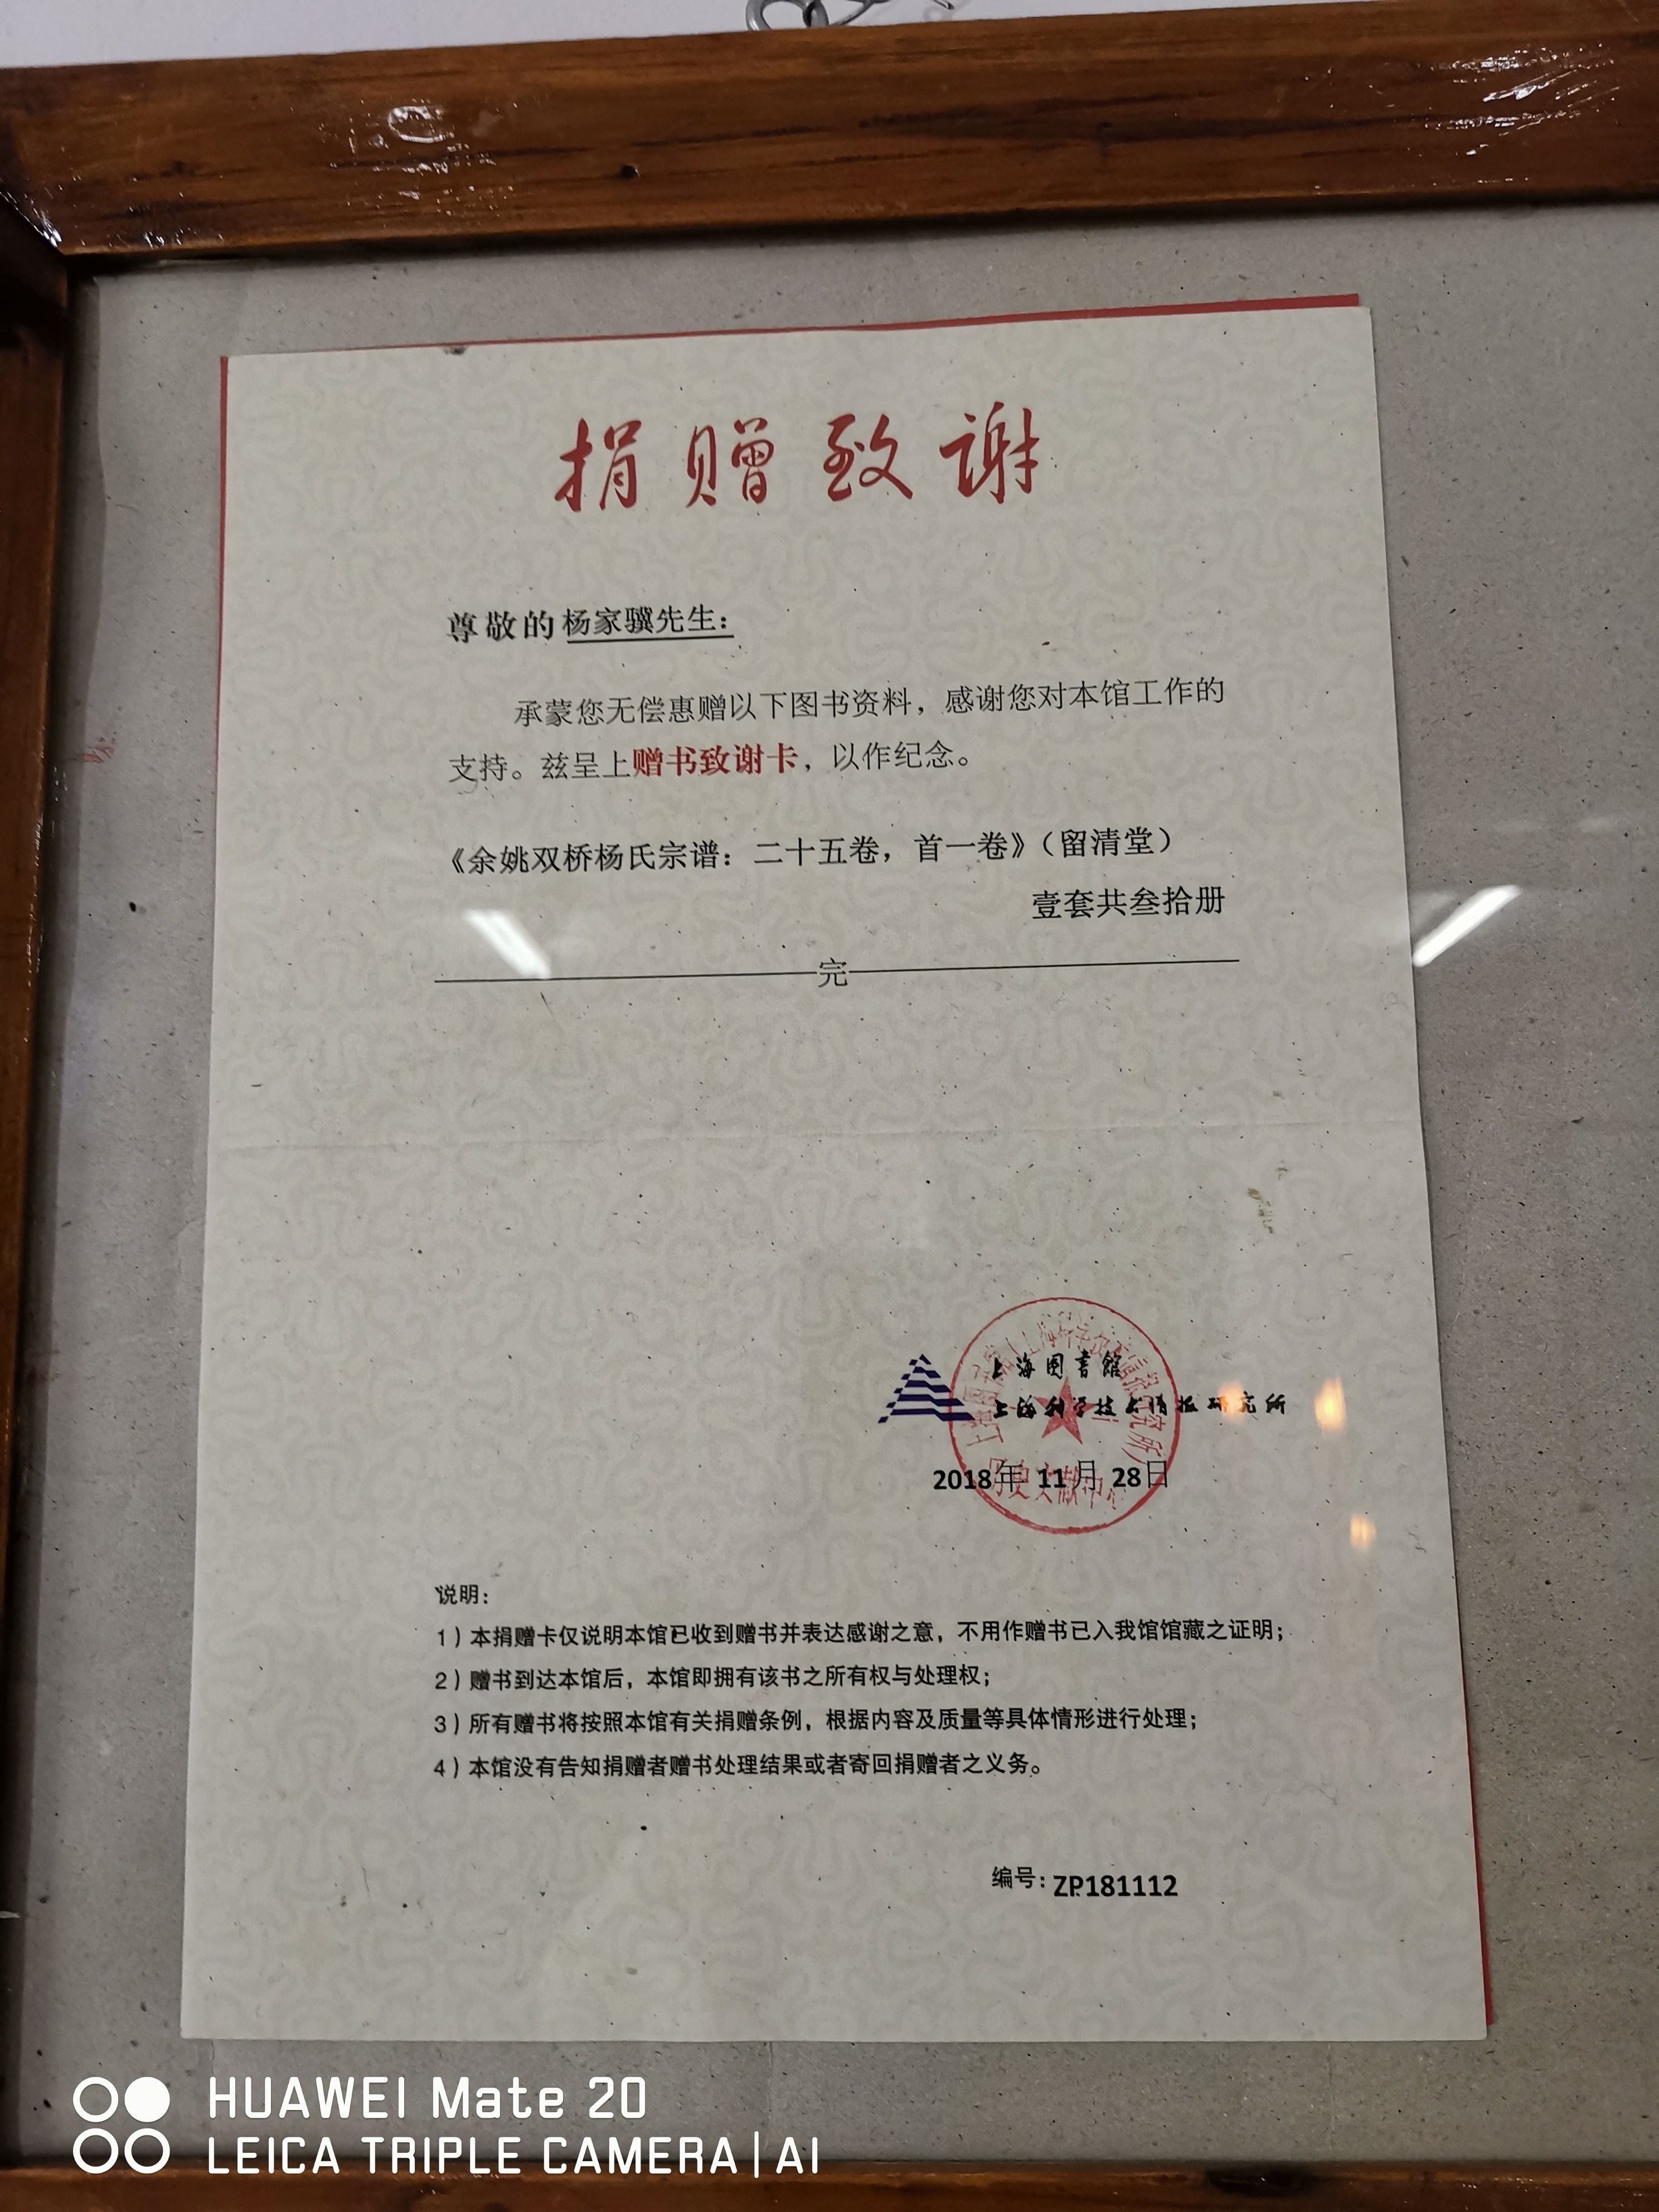 捐赠致谢
尊敬的杨家骥先生：
承蒙您无偿惠赠以下图书资料，感谢您对本馆工作的
支持。兹呈上赠书致谢卡，以作纪念。
《余姚双桥杨氏宗谱：二十五卷，首一卷》（留清堂）
壹套共叁拾册
完
上海图书馆
上海科学技术情报研究所
2018年 11月 28日
历史文献中心
说明：
1）本捐赠卡仅说明本馆已收到赠书并表达感谢之意，不用作赠书已入我馆馆藏之证明；
2）赠书到达本馆后，本馆即拥有该书之所有权与处理权；
3）所有赠书将按照本馆有关捐赠条例，根据内容及质量等具体情形进行处理；
4）本馆没有告知捐赠者赠书处理结果或者寄回捐赠者之义务。
编号：ZP181112
HUAWEI Mate 20
LEICA TRIPLE CAMERA | AI